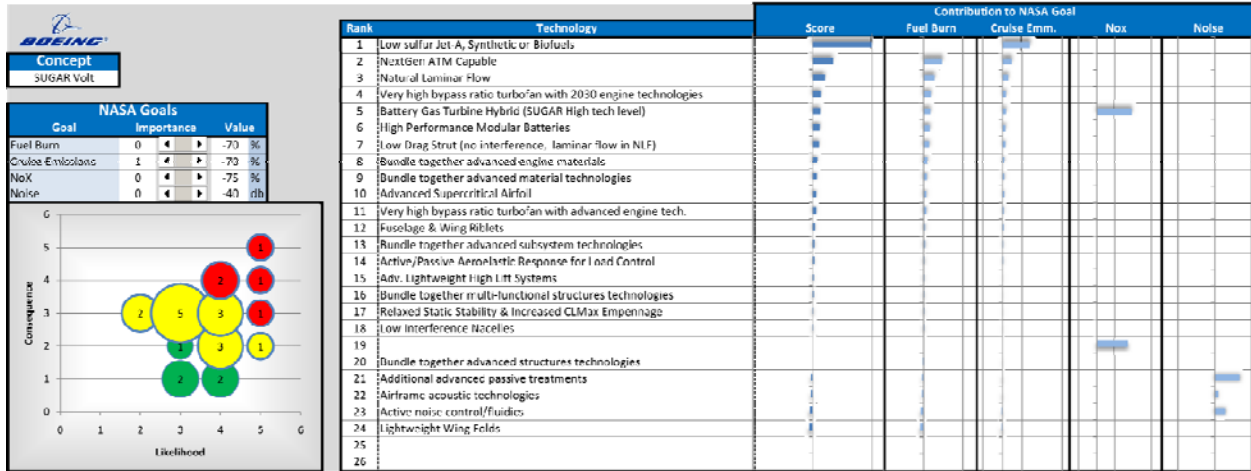 BOEING
Concept
SUGAR Volt
NASA Goals
Goal Importance Value
Fuel Burn 0 -70 %
Cruise Emissions 1 -70 %
NoX 0 -75 %
Noise 0 -40 db
6
5
4
3
2
1
0
Consequence
1
2 1
2 5 3 1
1 3 1
2 2
0 1 2 3 4 5 6
Likelihood
Contribution to NASA Goal
Rank Technology Score Fuel Burn Cruise Emm. Nox Noise
1 Low sulfur Jet-A, Synthetic or Biofuels
2 NextGen ATM Capable
3 Natural Laminar Flow
4 Very high bypass ratio turbofan with 2030 engine technologies
5 Battery Gas Turbine Hybrid (SUGAR High tech level)
6 High Performance Modular Batteries
7 Low Drag Strut (no interference, laminar flow in NLF)
8 Bundle together advanced engine materials
9 Bundle together advanced material technologies
10 Advanced Supercritical Airfoil
11 Very high bypass ratio turbofan with advanced engine tech.
12 Fuselage & Wing Riblets
13 Bundle together advanced subsystem technologies
14 Active/Passive Aeroelastic Response for Load Control
15 Adv. Lightweight High Lift Systems
16 Bundle together multi-functional structures technologies
17 Relaxed Static Stability & Increased CLMax Empennage
18 Low Interference Nacelles
19
20 Bundle together advanced structures technologies
21 Additional advanced passive treatments
22 Airframe acoustic technologies
23 Active noise control/fluidics
24 Lightweight Wing Folds
25
26